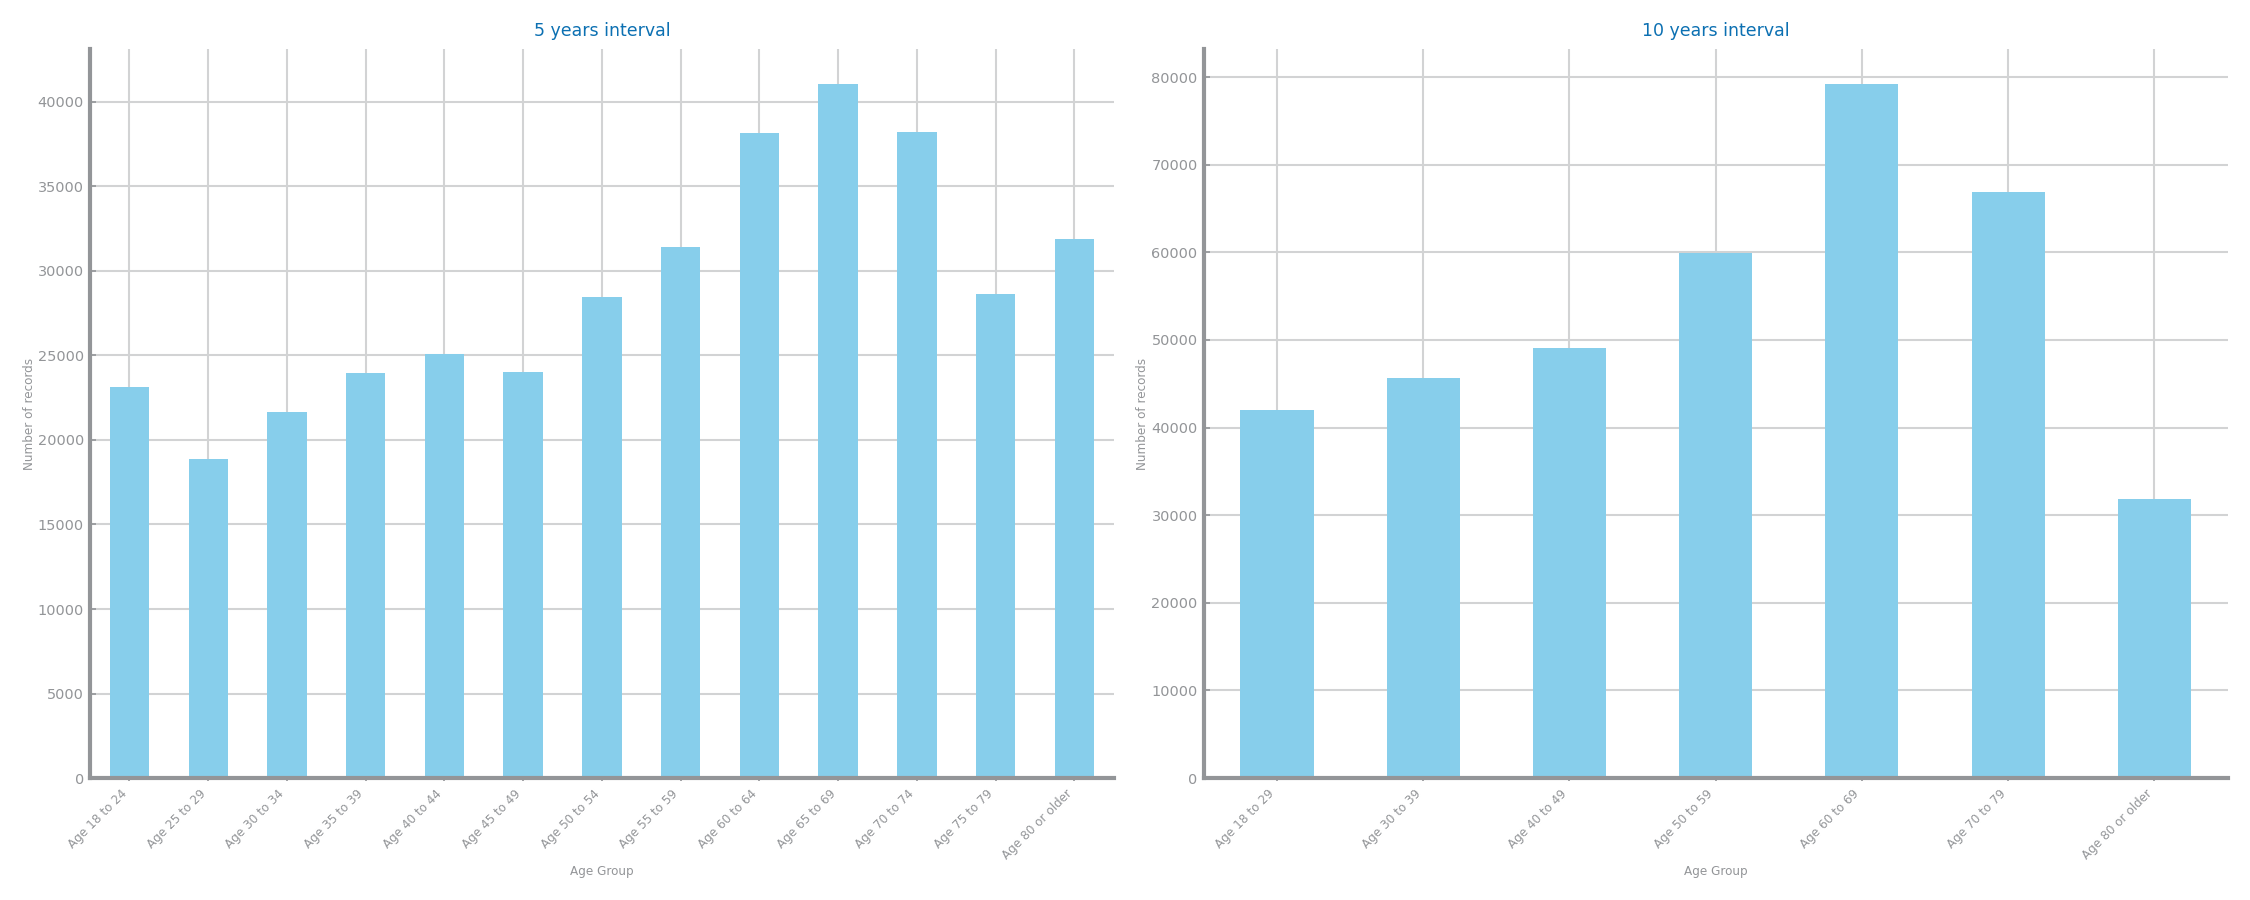 5 years interval
40000
35000
30000
25000
20000
15000
10000
5000
0
Number of records
Age 18 to 24
Age 25 to 29
Age 30 to 34
Age 35 to 39
Age 40 to 44
Age 45 to 49
Age 50 to 54
Age 55 to 59
Age 60 to 64
Age 65 to 69
Age 70 to 74
Age 75 to 79
Age 80 or older
Age Group
10 years interval
80000
70000
60000
50000
40000
30000
20000
10000
0
Number of records
Age 18 to 29
Age 30 to 39
Age 40 to 49
Age 50 to 59
Age 60 to 69
Age 70 to 79
Age 80 or older
Age Group